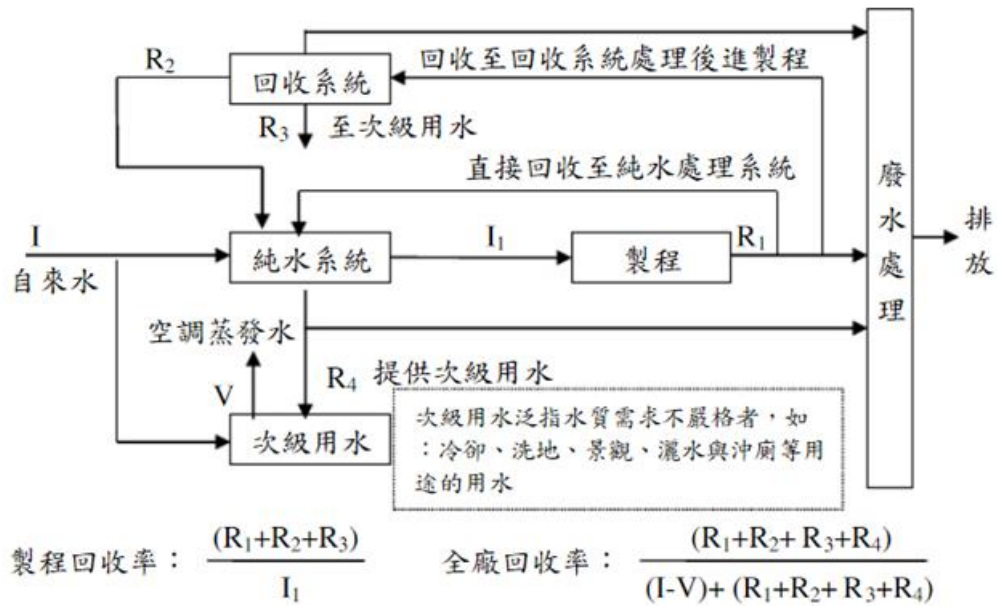 R2
回收系統
回收至回收系統處理後進製程
R3 至次級用水
直接回收至純水處理系統
I
自來水
純水系統
I1
製程
R1
廢水處理
排放
空調蒸發水
V
R4 提供次級用水
次級用水
次級用水泛指水質需求不嚴格者，如
：冷卻、洗地、景觀、灑水與沖廁等用
途的用水
製程回收率： (R1+R2+R3) / I1
全廠回收率： (R1+R2+ R3+R4) / (I-V)+ (R1+R2+ R3+R4)